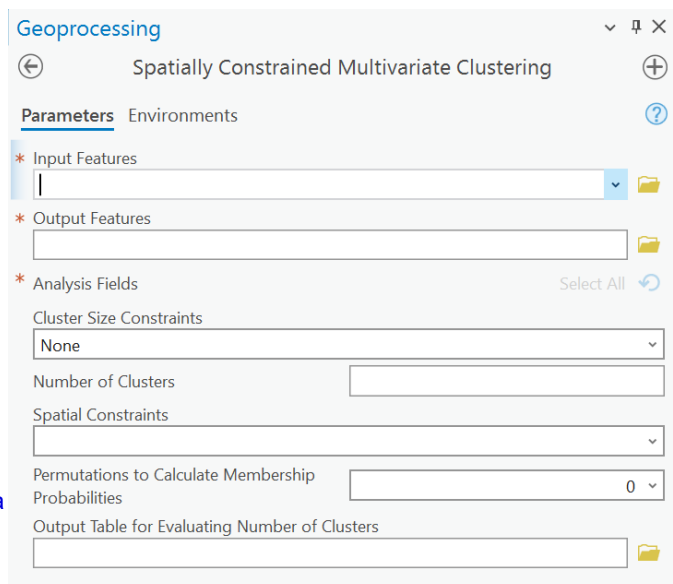 Geoprocessing
Spatially Constrained Multivariate Clustering
Parameters Environments
?
* Input Features
* Output Features
* Analysis Fields Select All
Cluster Size Constraints
None
Number of Clusters
Spatial Constraints
Permutations to Calculate Membership
Probabilities
0
a
Output Table for Evaluating Number of Clusters